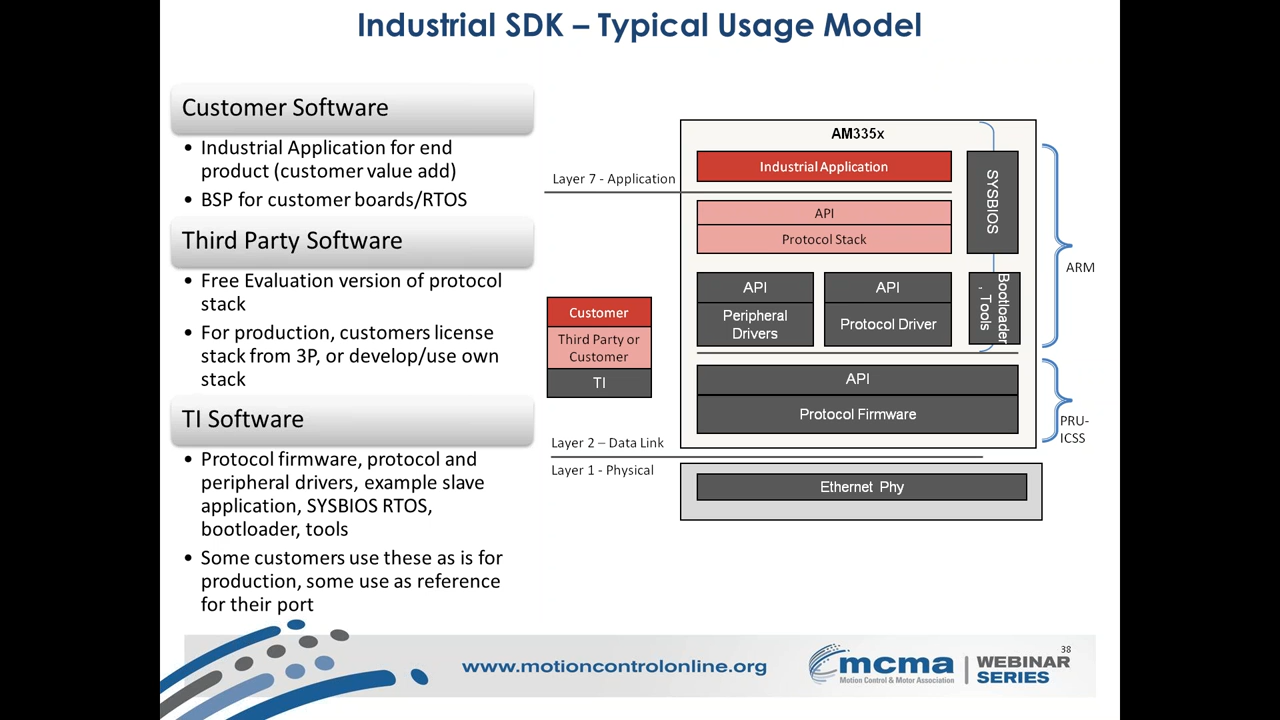 Industrial SDK – Typical Usage Model
Customer Software
• Industrial Application for end
product (customer value add)
• BSP for customer boards/RTOS
Third Party Software
• Free Evaluation version of protocol
stack
• For production, customers license
stack from 3P, or develop/use own
stack
TI Software
• Protocol firmware, protocol and
peripheral drivers, example slave
application, SYSBIOS RTOS,
bootloader, tools
• Some customers use these as is for
production, some use as reference
for their port
Customer
Third Party or
Customer
TI
AM335x
Layer 7 - Application
Industrial Application
API
Protocol Stack
SYSBIOS
API
Peripheral
Drivers
API
Protocol Driver
Bootloader
, Tools
ARM
API
Protocol Firmware
PRU-
ICSS
Layer 2 – Data Link
Layer 1 - Physical
Ethernet Phy
www.motioncontrolonline.org
mcma
Motion Control & Motor Association
WEBINAR
SERIES
38